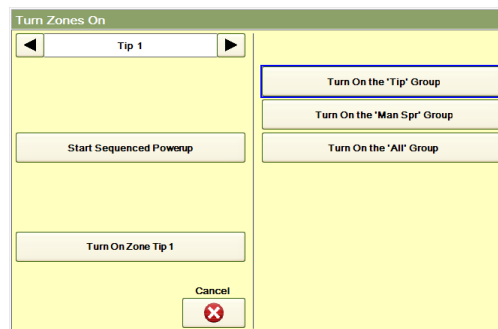 Turn Zones On
Tip 1
Start Sequenced Powerup
Turn On Zone Tip 1
Cancel
Turn On the 'Tip' Group
Turn On the 'Man Spr' Group
Turn On the 'All' Group